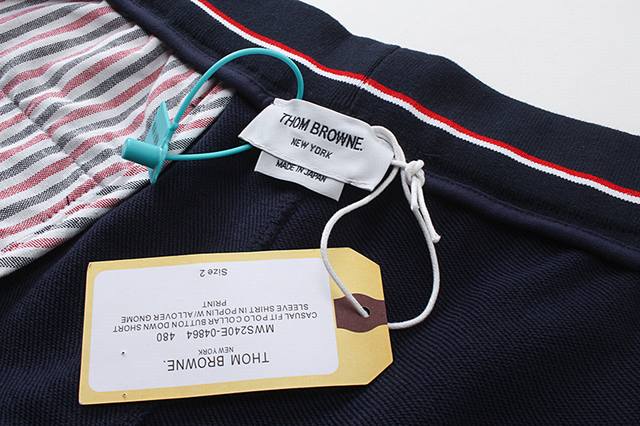 THOM BROWNE.
NEW YORK
MADE IN JAPAN
THOM BROWNE.
NEW YORK
MWS240E-04864 480
CASUAL FIT POLO COLLAR BUTTON DOWN SHORT
SLEEVE SHIRT IN POPLIN W/ALLOVER GNOME
PRINT
Size 2